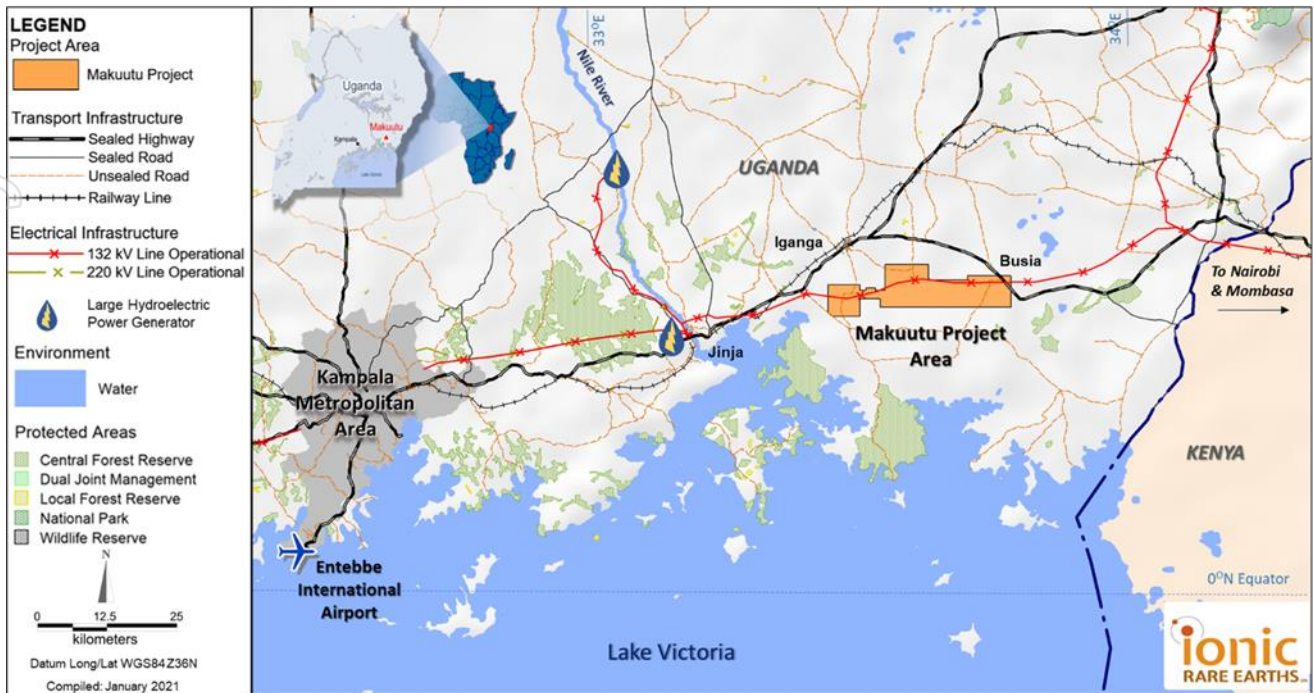 LEGEND
Project Area
Makuutu Project
Transport Infrastructure
Sealed Highway
Sealed Road
Unsealed Road
Railway Line
Electrical Infrastructure
132 kV Line Operational
220 kV Line Operational
Large Hydroelectric
Power Generator
Environment
Water
Protected Areas
Central Forest Reserve
Dual Joint Management
Local Forest Reserve
National Park
Wildlife Reserve
N
0 12.5 25
kilometers
Datum Long/Lat WGS84 Z36N
Compiled: January 2021
Uganda
Kampala
Makuutu
33°E
34°E
Nile River
UGANDA
Iganga
Busia
To Nairobi
& Mombasa
Makuutu Project
Area
Jinja
Kampala
Metropolitan
Area
KENYA
Entebbe
International
Airport
0°N Equator
Lake Victoria
ionic
RARE EARTHS